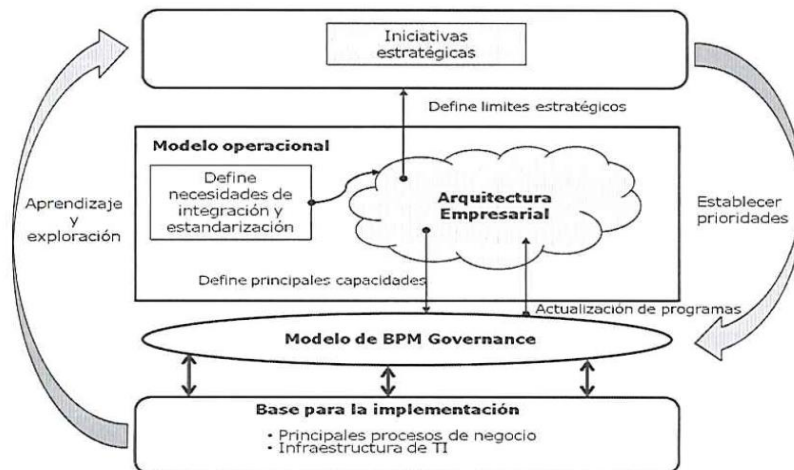 Iniciativas
estratégicas
Define limites estratégicos
Modelo operacional
Define
necesidades de
integración y
estandarización
Arquitectura
Empresarial
Aprendizaje
y
exploración
Establecer
prioridades
Define principales capacidades
Actualización de programas
Modelo de BPM Governance
Base para la implementación
• Principales procesos de negocio
• Infraestructura de TI